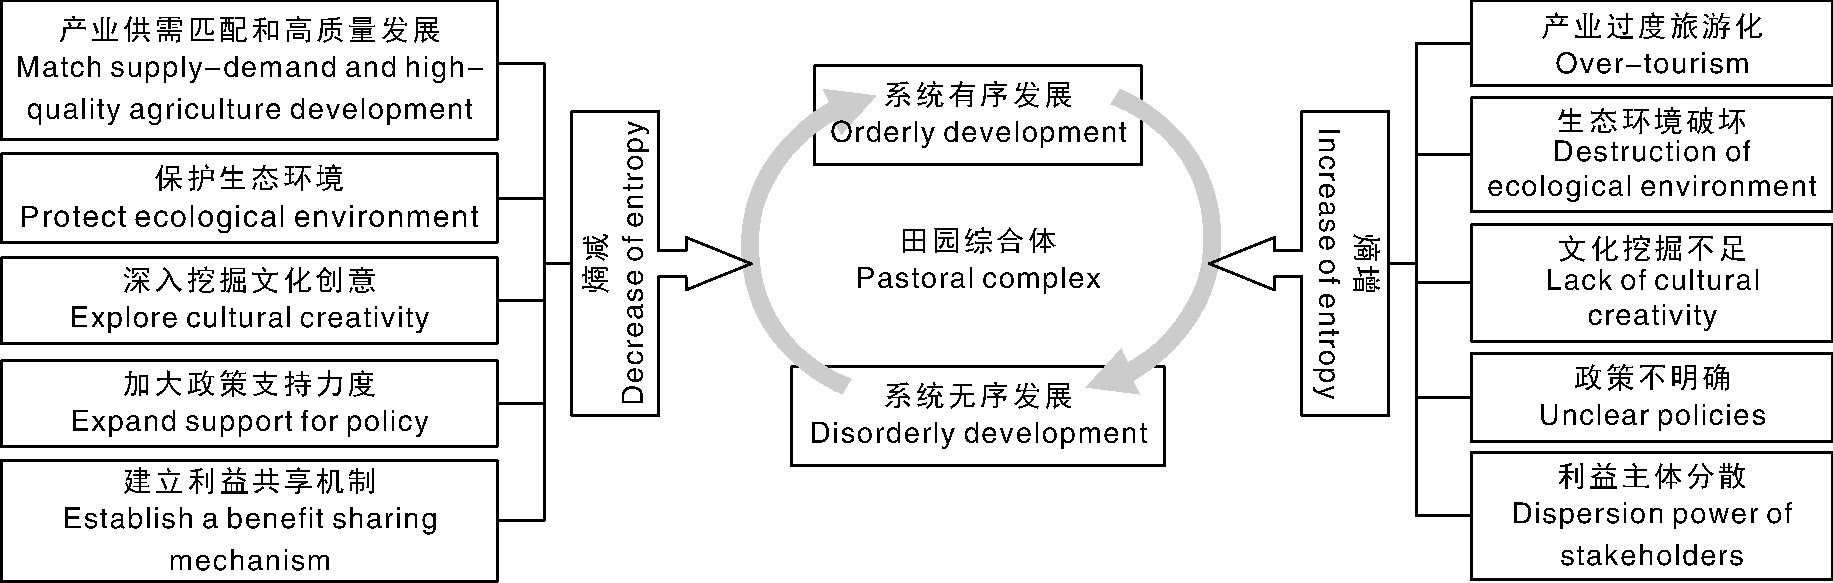 产业供需匹配和高质量发展
Match supply-demand and high-
quality agriculture development
保护生态环境
Protect ecological environment
深入挖掘文化创意
Explore cultural creativity
加大政策支持力度
Expand support for policy
建立利益共享机制
Establish a benefit sharing
mechanism
熵减
Decrease of entropy
系统有序发展
Orderly development
田园综合体
Pastoral complex
系统无序发展
Disorderly development
熵增
Increase of entropy
产业过度旅游化
Over-tourism
生态环境破坏
Destruction of
ecological environment
文化挖掘不足
Lack of cultural
creativity
政策不明确
Unclear policies
利益主体分散
Dispersion power of
stakeholders